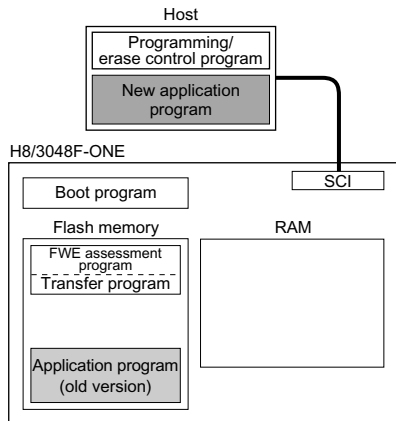 Host
Programming/
erase control program
New application
program
H8/3048F-ONE
SCI
Boot program
Flash memory
RAM
FWE assessment
program
Transfer program
Application program
(old version)